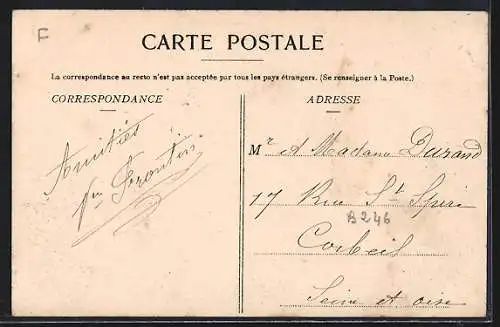 F
CARTE POSTALE
La correspondance au recto n'est pas acceptée par tous les pays étrangers. (Se renseigner à la Poste.)
CORRESPONDANCE
Amitiés
ADRESSE
Mr et Madame Durand
17 Rue St Spire
B246
Corbeil
Seine et oise